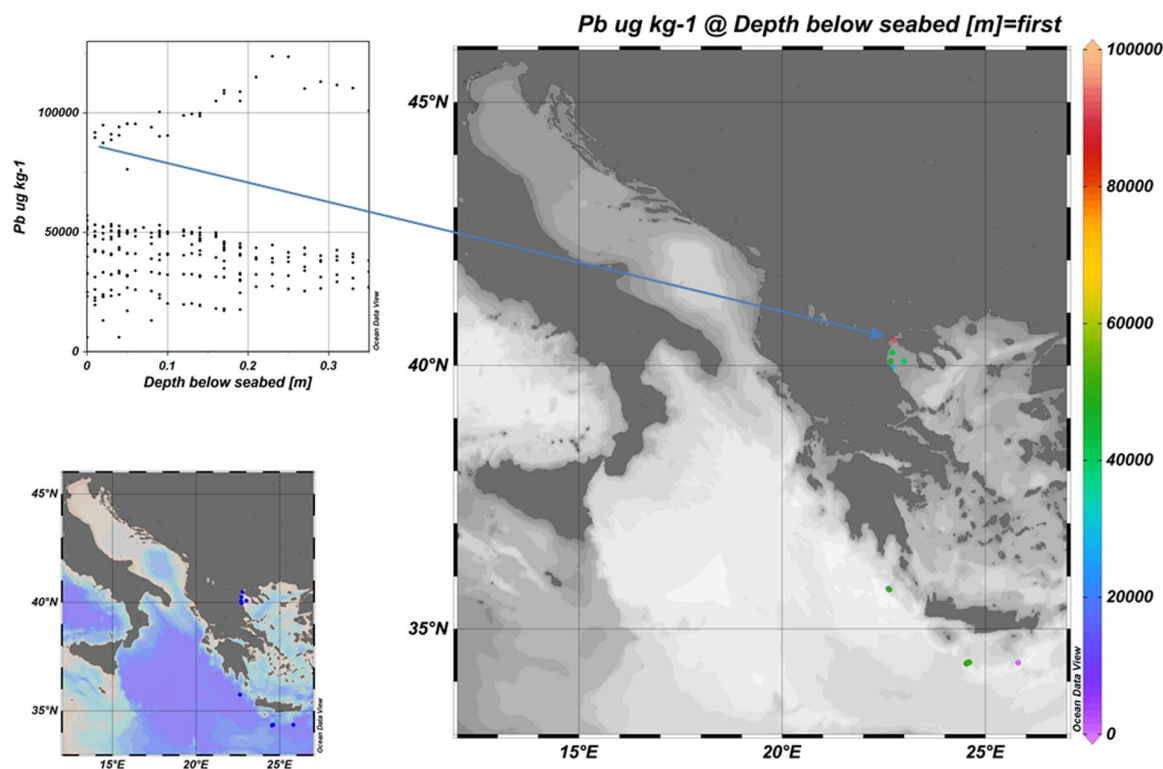 Pb ug kg-1 @ Depth below seabed [m]=first
100000
50000
0
Pb ug kg-1
0
0.1
0.2
0.3
Depth below seabed [m]
Ocean Data View
45°N
40°N
35°N
15°E
20°E
25°E
Ocean Data View
45°N
40°N
35°N
15°E
20°E
25°E
Ocean Data View
100000
80000
60000
40000
20000
0